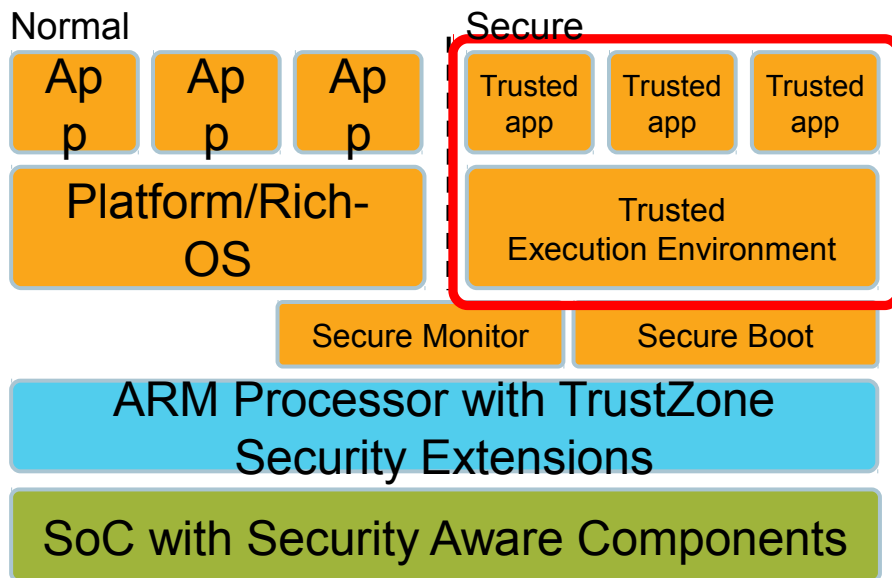 Normal
Secure
Ap
p
Ap
p
Ap
p
Trusted
app
Trusted
app
Trusted
app
Platform/Rich-
OS
Trusted
Execution Environment
Secure Monitor
Secure Boot
ARM Processor with TrustZone
Security Extensions
SoC with Security Aware Components